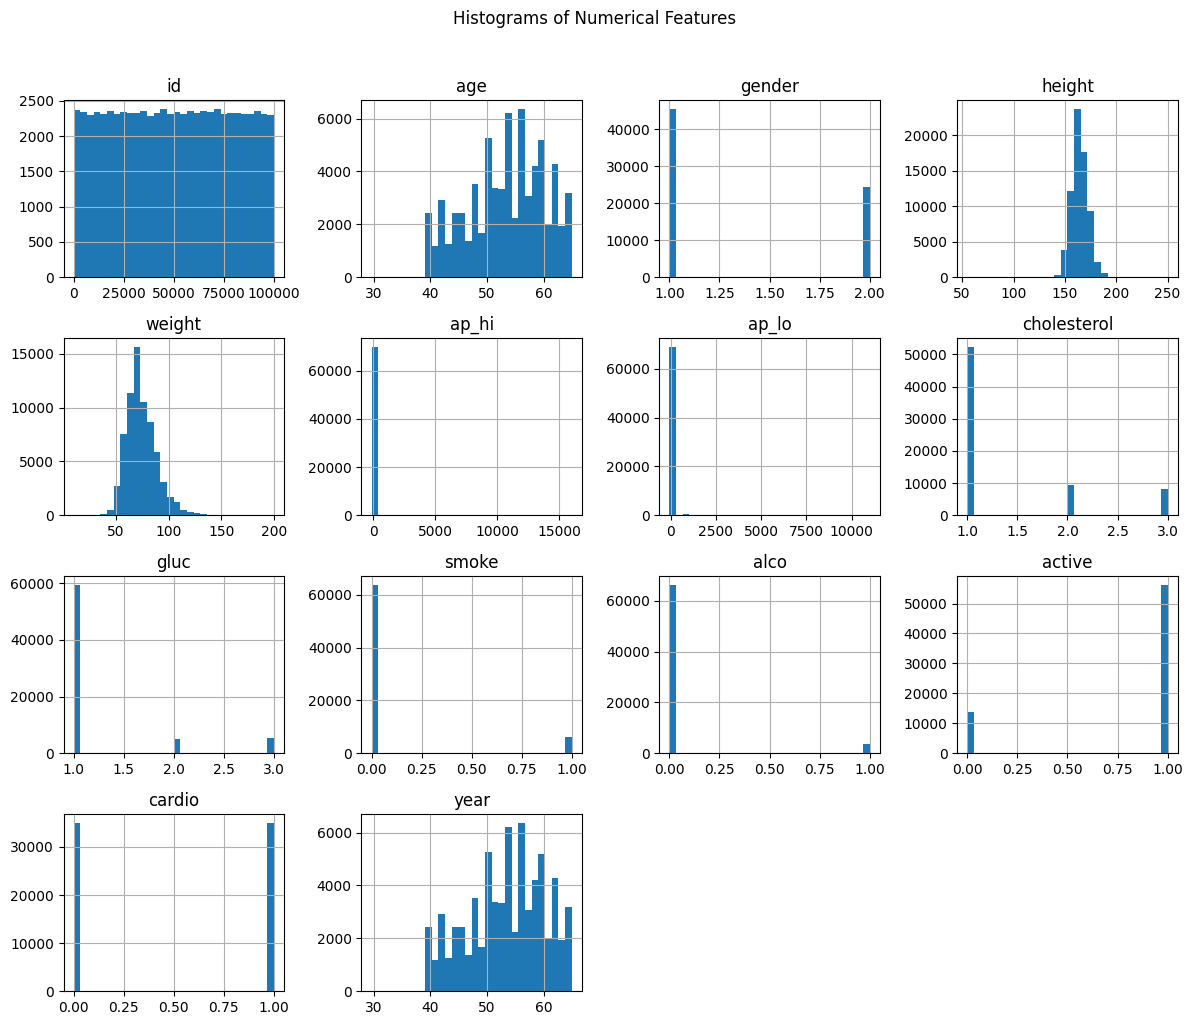 Histograms of Numerical Features
id
2500
2000
1500
1000
500
0
0 25000 50000 75000 100000
age
6000
4000
2000
0
30 40 50 60
gender
40000
30000
20000
10000
0
1.00 1.25 1.50 1.75 2.00
height
20000
15000
10000
5000
0
50 100 150 200 250
weight
15000
10000
5000
0
50 100 150 200
ap_hi
60000
40000
20000
0
0 5000 10000 15000
ap_lo
60000
40000
20000
0
0 2500 5000 7500 10000
cholesterol
50000
40000
30000
20000
10000
0
1.0 1.5 2.0 2.5 3.0
gluc
60000
40000
20000
0
1.0 1.5 2.0 2.5 3.0
smoke
60000
40000
20000
0
0.00 0.25 0.50 0.75 1.00
alco
60000
40000
20000
0
0.00 0.25 0.50 0.75 1.00
active
50000
40000
30000
20000
10000
0
0.00 0.25 0.50 0.75 1.00
cardio
30000
20000
10000
0
0.00 0.25 0.50 0.75 1.00
year
6000
4000
2000
0
30 40 50 60